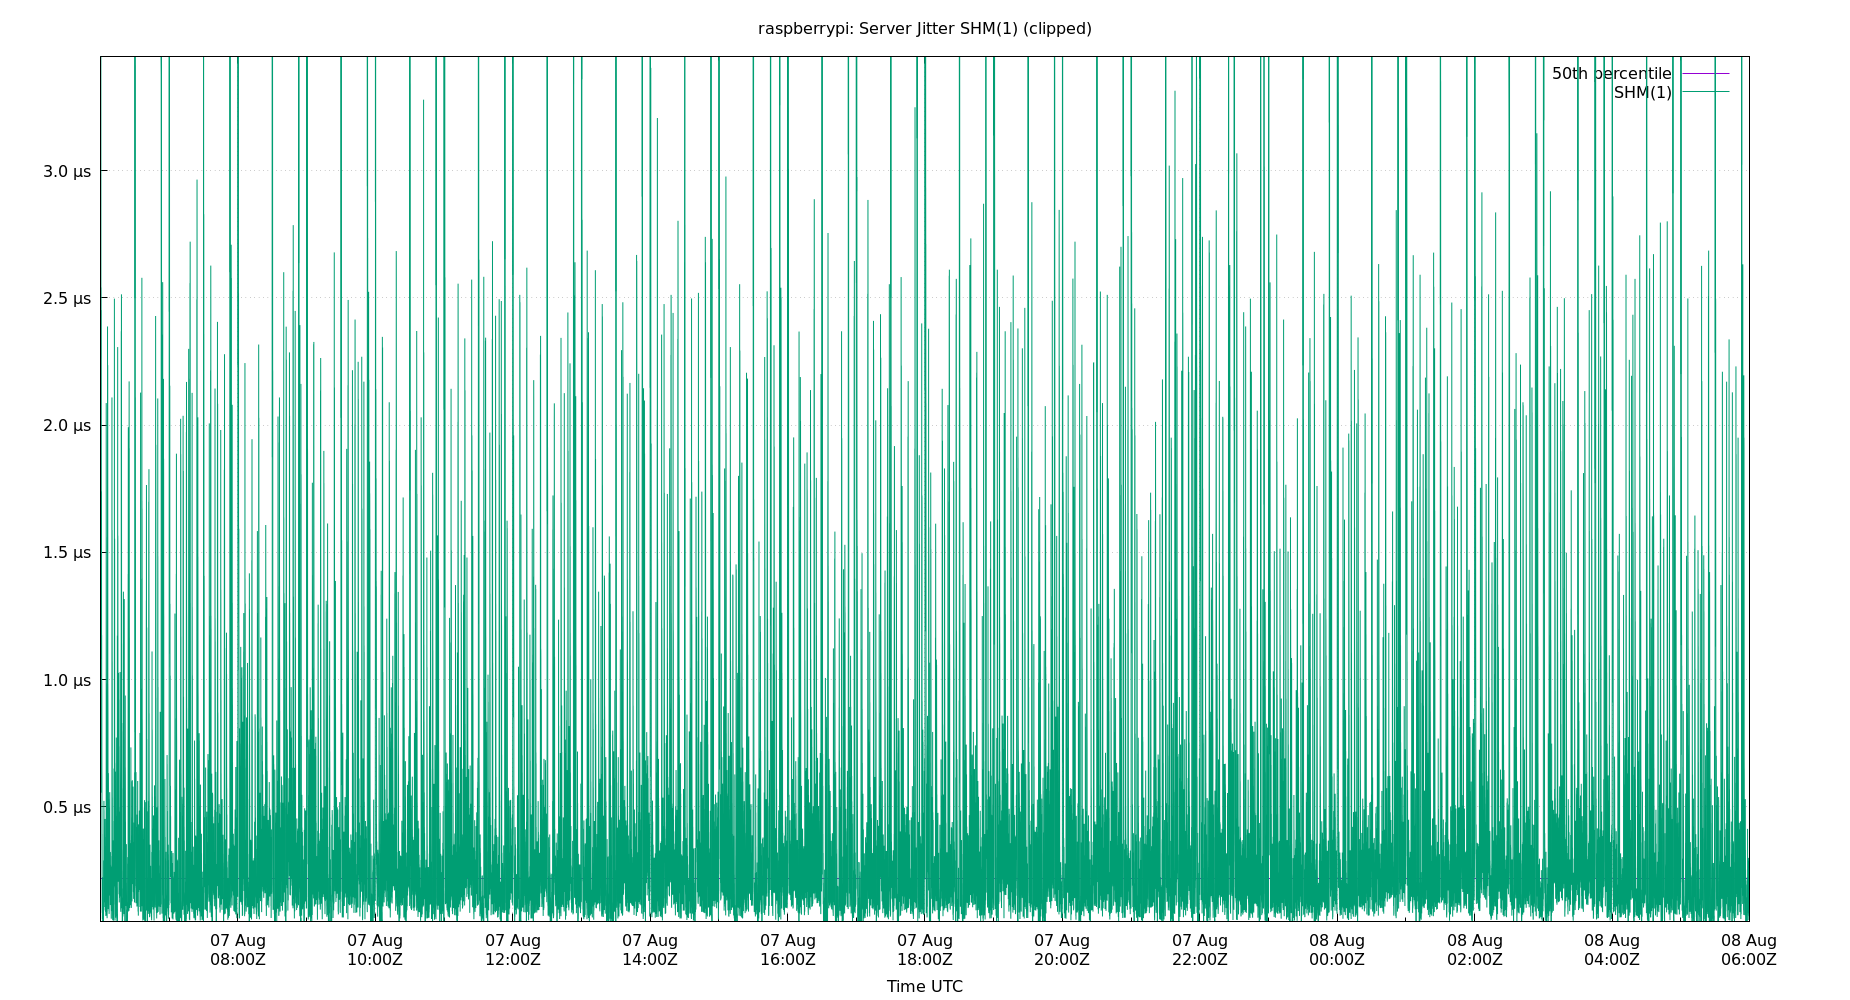 raspberrypi: Server Jitter SHM(1) (clipped)
50th percentile
SHM(1)
3.0 µs
2.5 µs
2.0 µs
1.5 µs
1.0 µs
0.5 µs
07 Aug 07 Aug 07 Aug 07 Aug 07 Aug 07 Aug 07 Aug 07 Aug 08 Aug 08 Aug 08 Aug 08 Aug
08:00Z 10:00Z 12:00Z 14:00Z 16:00Z 18:00Z 20:00Z 22:00Z 00:00Z 02:00Z 04:00Z 06:00Z
Time UTC